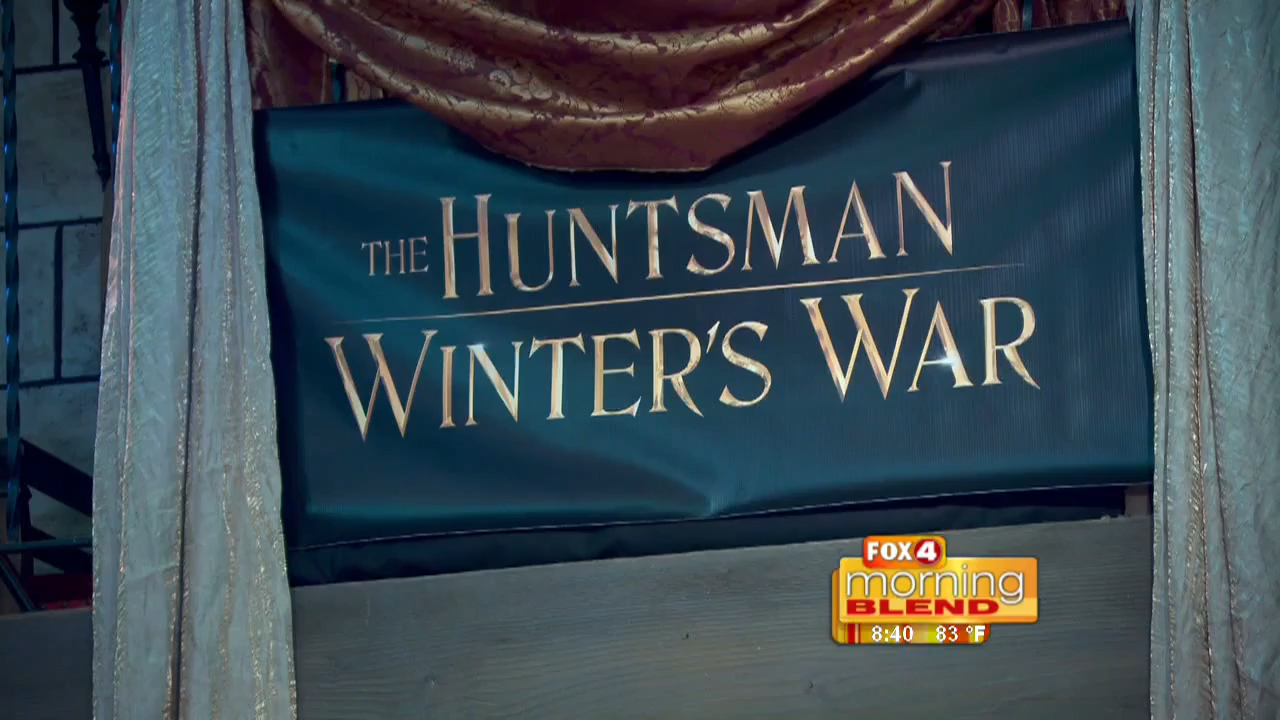 THE HUNTSMAN
WINTER'S WAR
FOX 4
morning
BLEND
8:40 83 °F